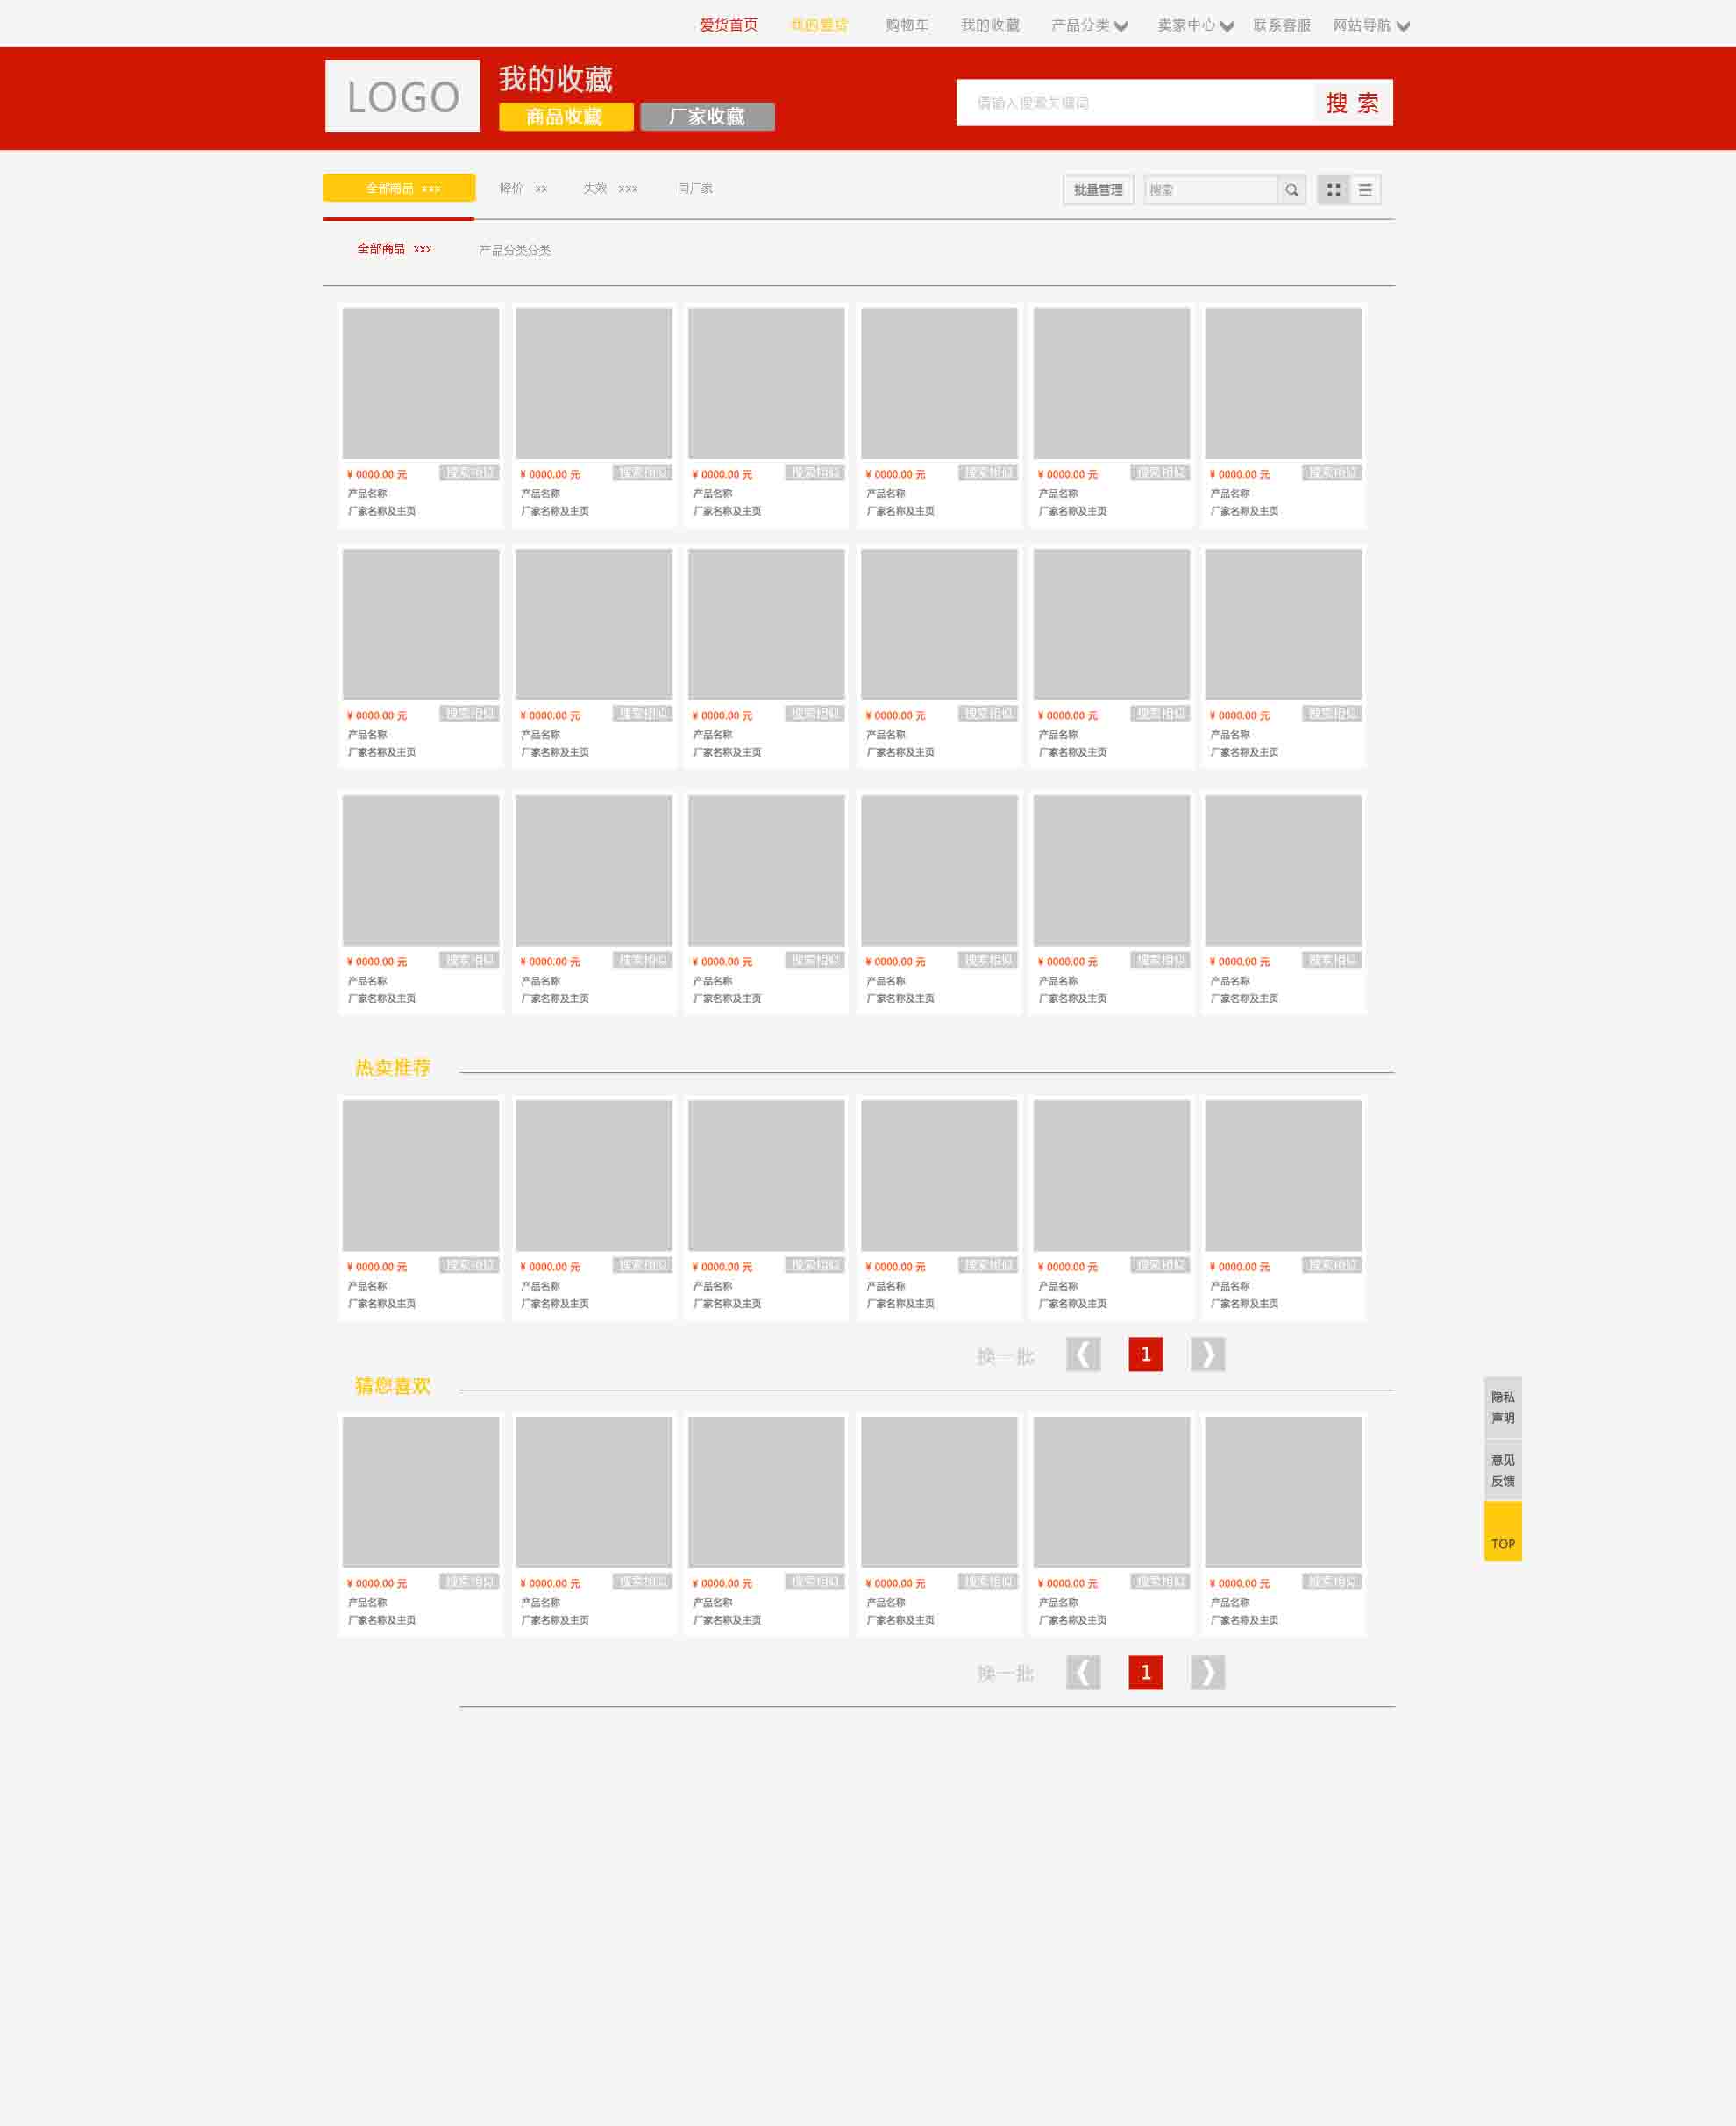 爱货首页 我的爱货 购物车 我的收藏 产品分类 卖家中心 联系客服 网站导航
LOGO
我的收藏
商品收藏 厂家收藏
请输入搜索关键词 搜 索
全部商品 xxx 降价 xx 失效 xxx 同厂家 批量管理 搜索
全部商品 xxx 产品分类分类
¥ 0000.00 元 搜索相似 ¥ 0000.00 元 搜索相似 ¥ 0000.00 元 搜索相似 ¥ 0000.00 元 搜索相似 ¥ 0000.00 元 搜索相似 ¥ 0000.00 元 搜索相似
产品名称 产品名称 产品名称 产品名称 产品名称 产品名称
厂家名称及主页 厂家名称及主页 厂家名称及主页 厂家名称及主页 厂家名称及主页 厂家名称及主页
¥ 0000.00 元 搜索相似 ¥ 0000.00 元 搜索相似 ¥ 0000.00 元 搜索相似 ¥ 0000.00 元 搜索相似 ¥ 0000.00 元 搜索相似 ¥ 0000.00 元 搜索相似
产品名称 产品名称 产品名称 产品名称 产品名称 产品名称
厂家名称及主页 厂家名称及主页 厂家名称及主页 厂家名称及主页 厂家名称及主页 厂家名称及主页
¥ 0000.00 元 搜索相似 ¥ 0000.00 元 搜索相似 ¥ 0000.00 元 搜索相似 ¥ 0000.00 元 搜索相似 ¥ 0000.00 元 搜索相似 ¥ 0000.00 元 搜索相似
产品名称 产品名称 产品名称 产品名称 产品名称 产品名称
厂家名称及主页 厂家名称及主页 厂家名称及主页 厂家名称及主页 厂家名称及主页 厂家名称及主页
热卖推荐
¥ 0000.00 元 搜索相似 ¥ 0000.00 元 搜索相似 ¥ 0000.00 元 搜索相似 ¥ 0000.00 元 搜索相似 ¥ 0000.00 元 搜索相似 ¥ 0000.00 元 搜索相似
产品名称 产品名称 产品名称 产品名称 产品名称 产品名称
厂家名称及主页 厂家名称及主页 厂家名称及主页 厂家名称及主页 厂家名称及主页 厂家名称及主页
换一批 1
猜您喜欢
¥ 0000.00 元 搜索相似 ¥ 0000.00 元 搜索相似 ¥ 0000.00 元 搜索相似 ¥ 0000.00 元 搜索相似 ¥ 0000.00 元 搜索相似 ¥ 0000.00 元 搜索相似
产品名称 产品名称 产品名称 产品名称 产品名称 产品名称
厂家名称及主页 厂家名称及主页 厂家名称及主页 厂家名称及主页 厂家名称及主页 厂家名称及主页
换一批 1
隐私
声明
意见
反馈
TOP